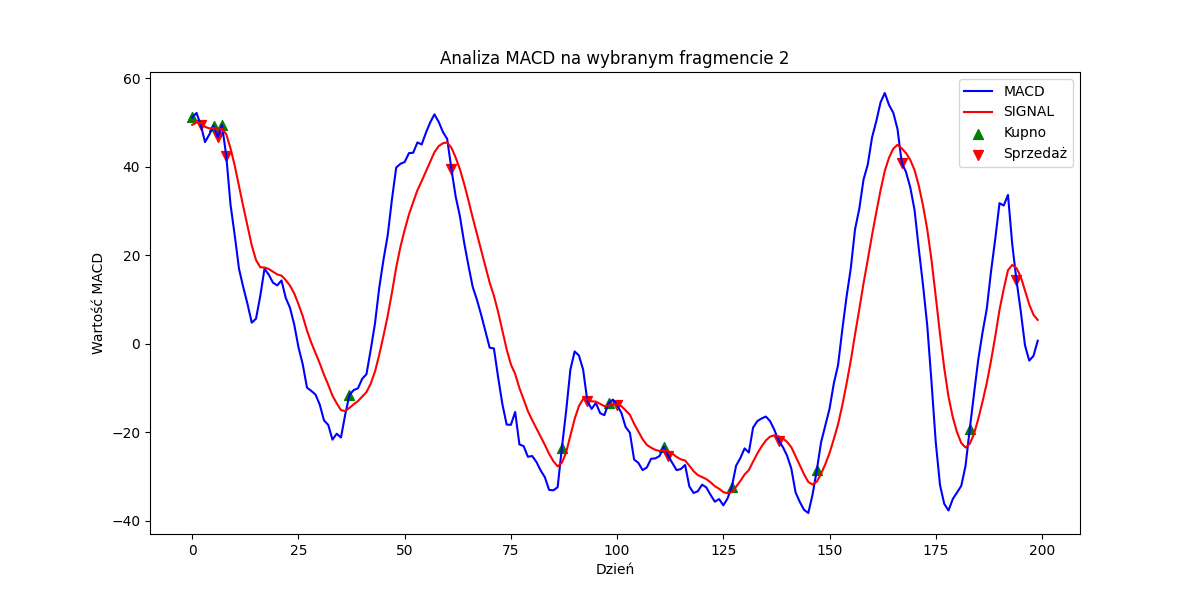 Analiza MACD na wybranym fragmencie 2
60
40
20
0
−20
−40
Wartość MACD
0 25 50 75 100 125 150 175 200
Dzień
MACD
SIGNAL
Kupno
Sprzedaż